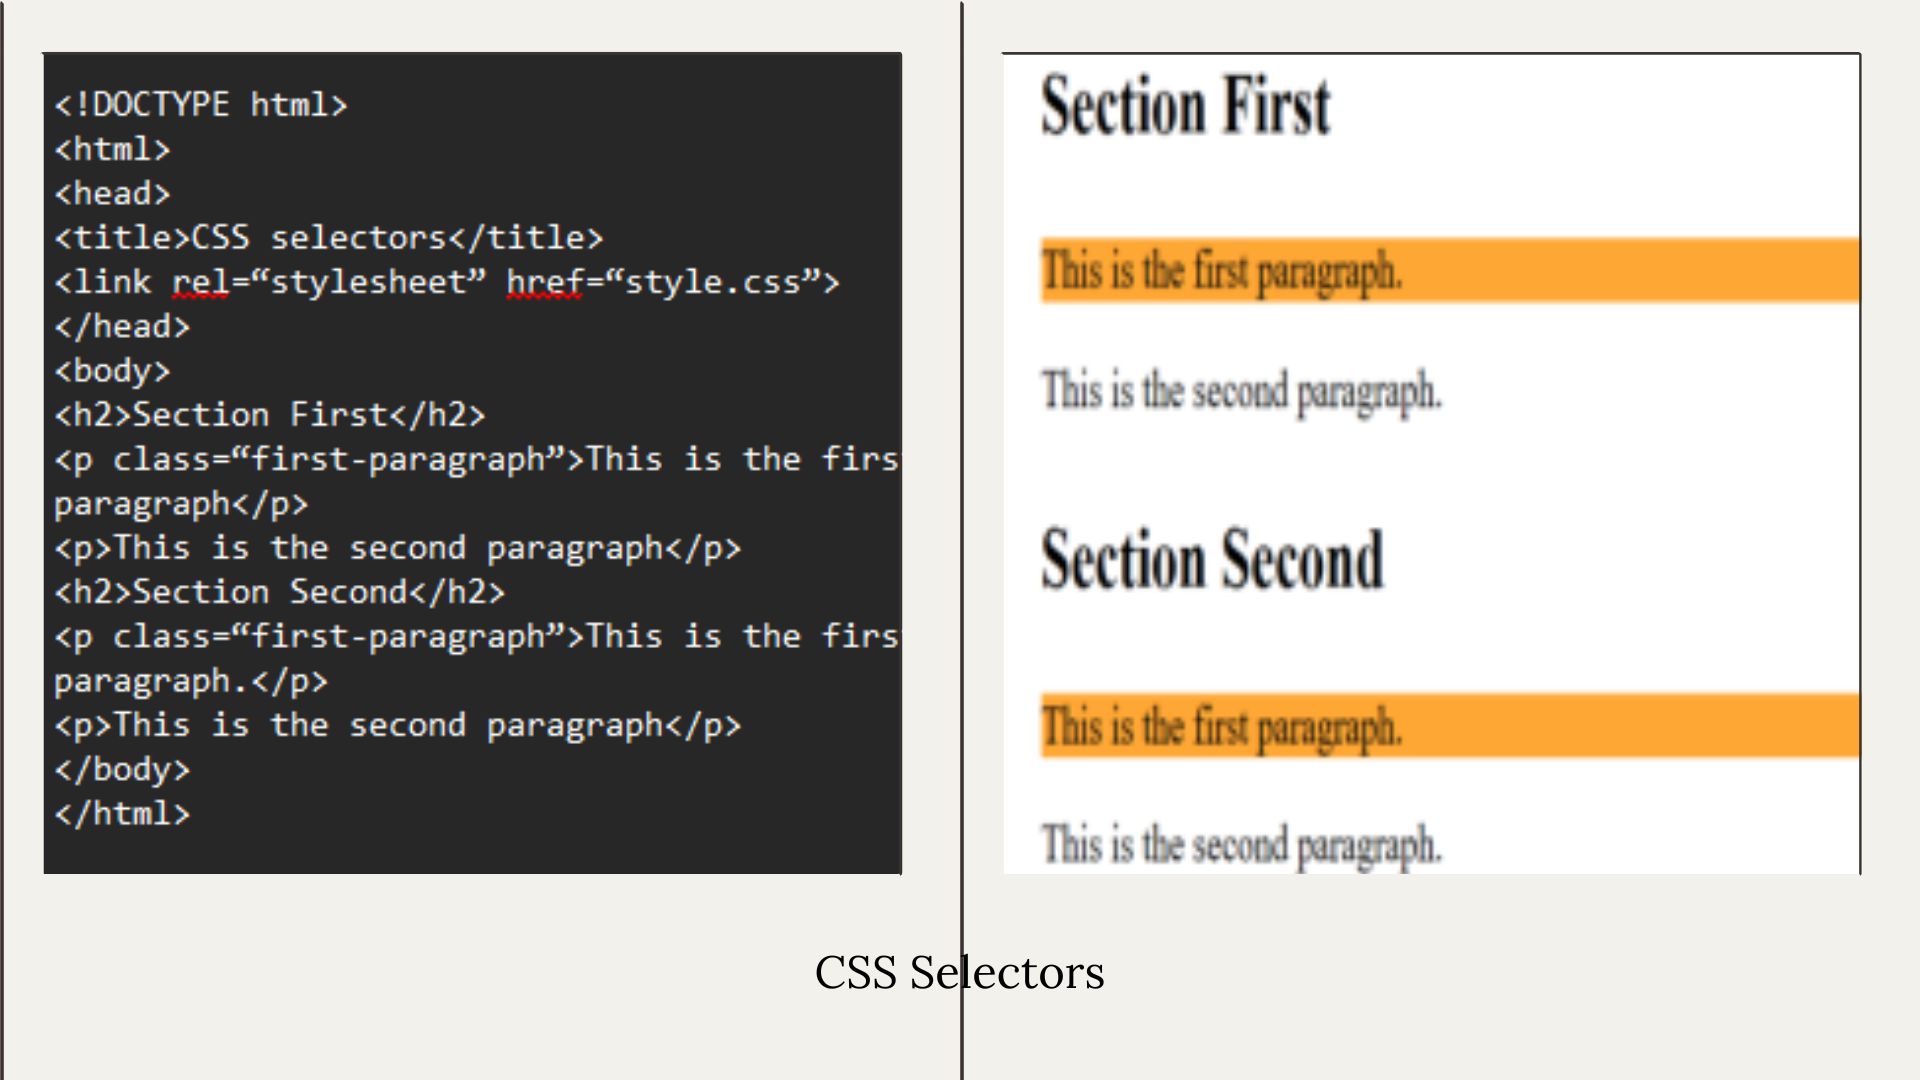 <!DOCTYPE html>
<html>
<head>
<title>CSS selectors</title>
<link rel=“stylesheet” href=“style.css”>
</head>
<body>
<h2>Section First</h2>
<p class=“first-paragraph”>This is the firs
paragraph</p>
<p>This is the second paragraph</p>
<h2>Section Second</h2>
<p class=“first-paragraph”>This is the firs
paragraph.</p>
<p>This is the second paragraph</p>
</body>
</html>
Section First
This is the first paragraph.
This is the second paragraph.
Section Second
This is the first paragraph.
This is the second paragraph.
CSS Selectors